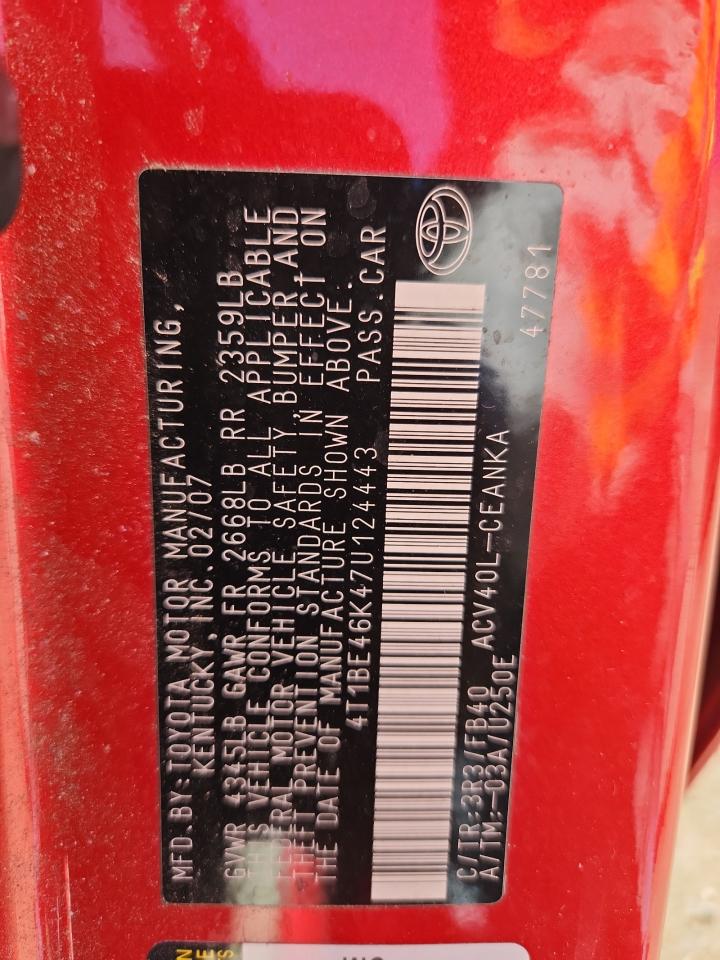 MFD.BY: TOYOTA MOTOR MANUFACTURING,
KENTUCKY, INC. 02/07
GVWR 4345LB GAWR FR 2668LB RR 2359LB
THIS VEHICLE CONFORMS TO ALL APPLICABLE
FEDERAL MOTOR VEHICLE SAFETY, BUMPER, AND
THEFT PREVENTION STANDARDS IN EFFECT ON
THE DATE OF MANUFACTURE SHOWN ABOVE.
4T1BE46K47U124443 PASS.CAR
C/TR:3R3/FB40 ACV40L-CEANKA
A/TM:-03A/U250E
47781